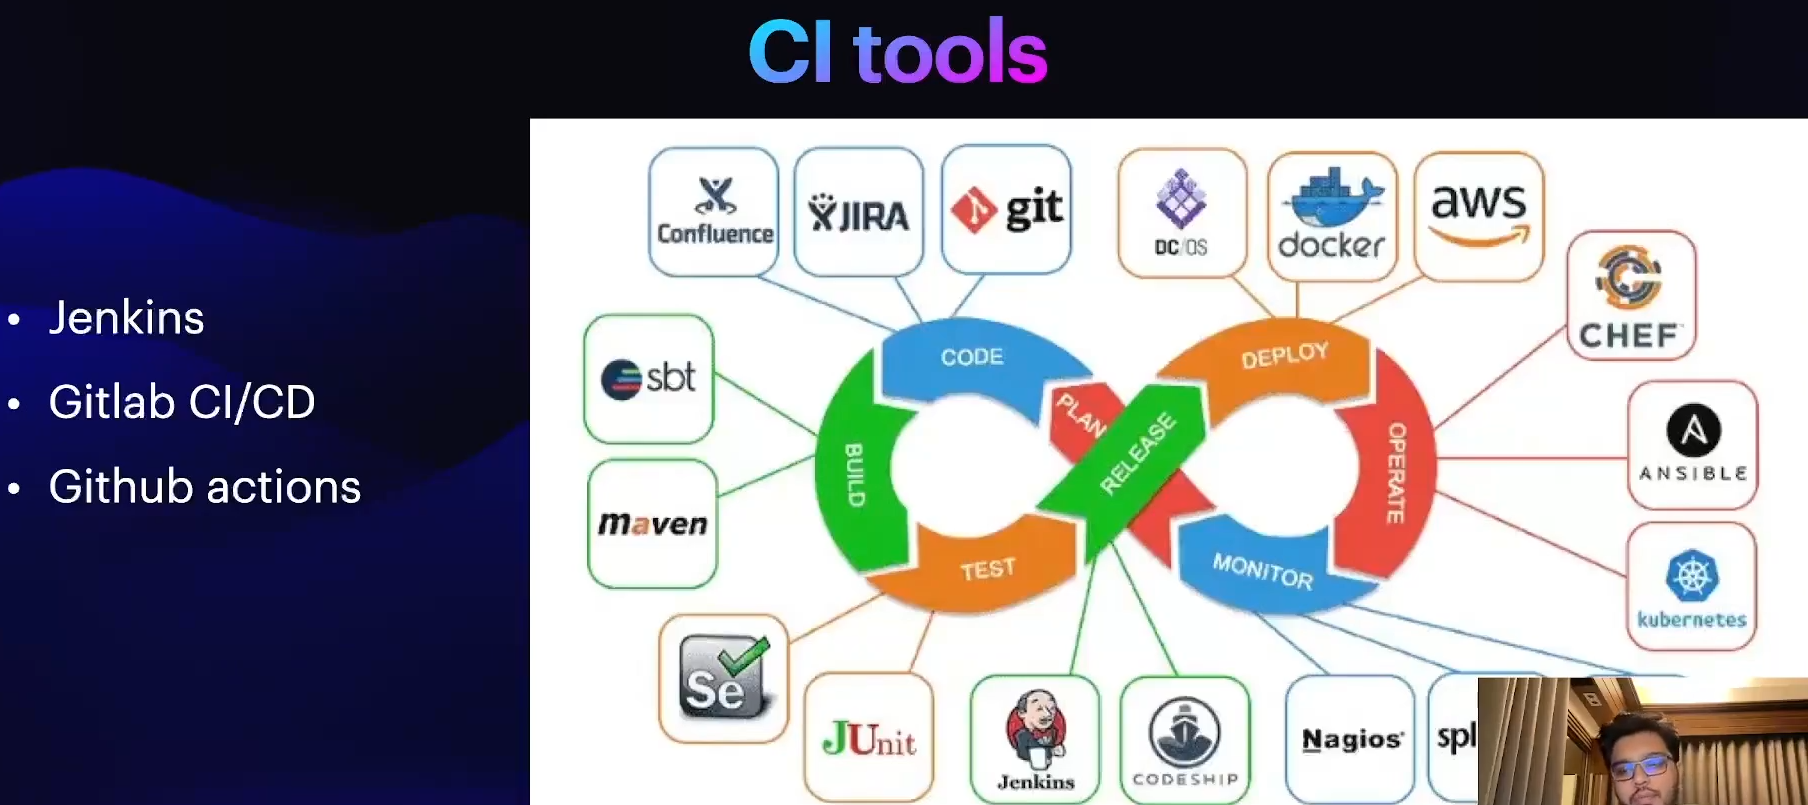 CI tools
• Jenkins
• Gitlab CI/CD
• Github actions
Confluence
JIRA
git
DC/OS
docker
aws
CHEF
sbt
CODE
DEPLOY
PLAN
RELEASE
BUILD
OPERATE
ANSIBLE
maven
TEST
MONITOR
kubernetes
Se
JUnit
Jenkins
CODESHIP
Nagios
spl